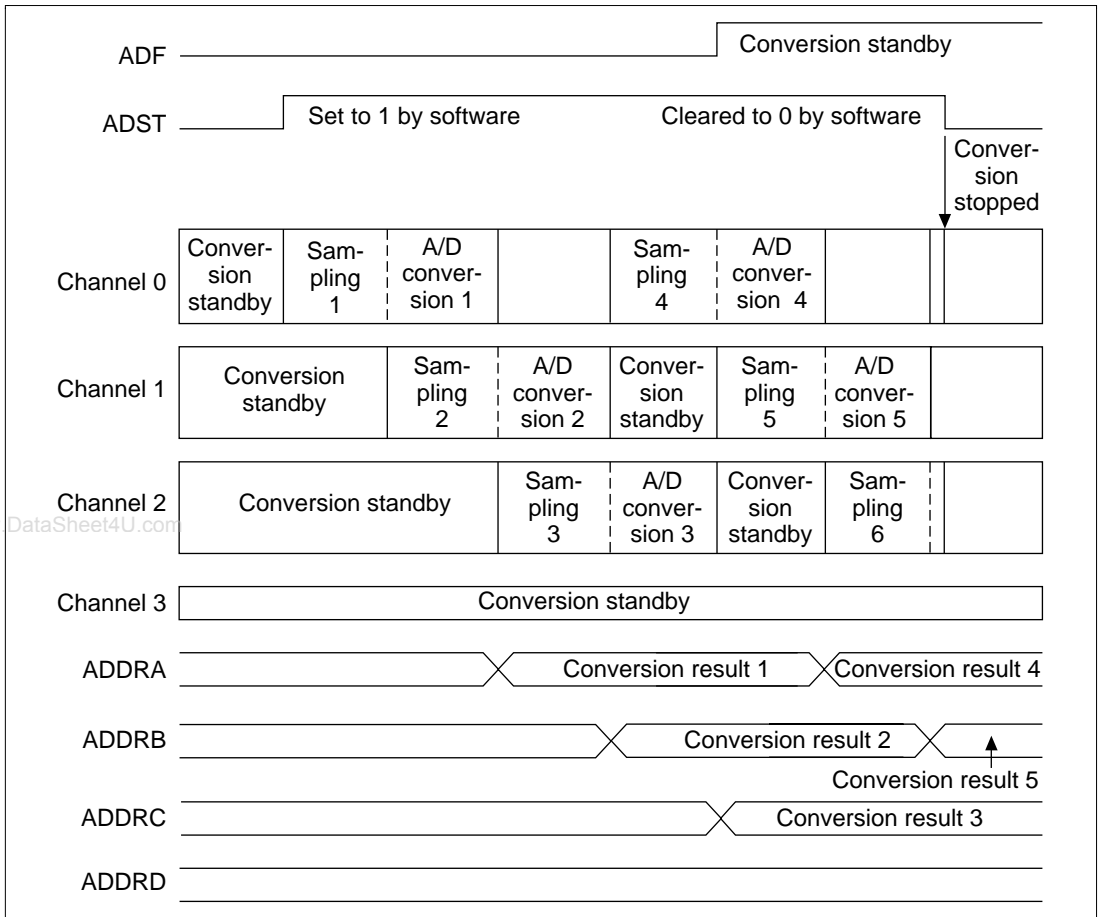 ADF
Conversion standby
ADST
Set to 1 by software
Cleared to 0 by software
Conver-
sion
stopped
Channel 0
Conver-
sion
standby
Sam-
pling
1
A/D
conver-
sion 1
Sam-
pling
4
A/D
conver-
sion 4
Channel 1
Conversion
standby
Sam-
pling
2
A/D
conver-
sion 2
Conver-
sion
standby
Sam-
pling
5
A/D
conver-
sion 5
Channel 2
Conversion standby
Sam-
pling
3
A/D
conver-
sion 3
Conver-
sion
standby
Sam-
pling
6
.DataSheet4U.com
Channel 3
Conversion standby
ADDRA
Conversion result 1
Conversion result 4
ADDRB
Conversion result 2
Conversion result 5
ADDRC
Conversion result 3
ADDRD